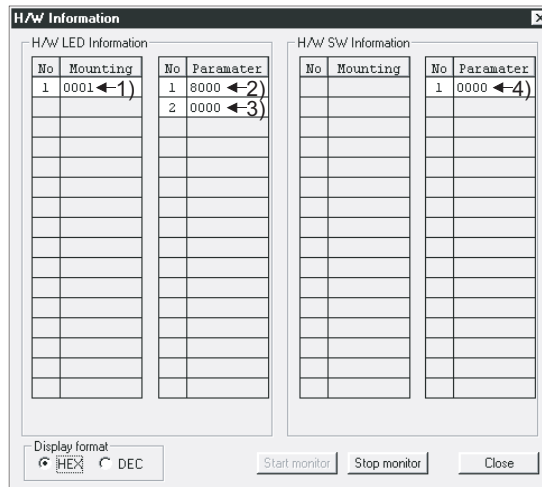 H/W Information
H/W LED Information
No Mounting
1 0001 1)
No Paramater
1 8000 2)
2 0000 3)
H/W SW Information
No Mounting
No Paramater
1 0000 4)
Display format
HEX DEC
Start monitor Stop monitor Close